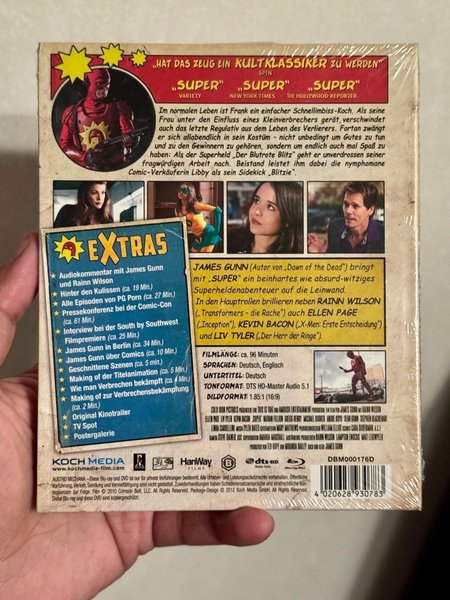 „HAT DAS ZEUG EIN KULTKLASSIKER ZU WERDEN“
SPIN
„SUPER“ „SUPER“ „SUPER“
VARIETY NEW YORK TIMES THE HOLLYWOOD REPORTER
Im normalen Leben ist Frank ein einfacher Schnellimbiss-Koch. Als seine
Frau unter den Einfluss eines Kleinverbrechers gerät, verschwindet
auch das letzte Regulativ aus dem Leben des Verlierers. Fortan zwängt
er sich allabendlich in sein Kostüm - nicht unbedingt um Gutes zu tun
und zu den Gewinnern zu gehören, sondern um endlich auch mal Spaß zu
haben: Als der Superheld „Der Blutrote Blitz“ geht er unverdrossen seiner
fragwürdigen Arbeit nach. Beistand leistet ihm dabei die nymphomane
Comic-Verkäuferin Libby als sein Sidekick „Blitzie“.
EXTRAS
Audiokommentar mit James Gunn
und Rainn Wilson
Hinter den Kulissen (ca. 19 Min.)
Alle Episoden von PG Porn (ca. 27 Min.)
Pressekonferenz bei der Comic-Con
(ca. 61 Min.)
Interview bei der South by Southwest
Filmpremiere (ca. 25 Min.)
James Gunn in Berlin (ca. 34 Min.)
James Gunn über Comics (ca. 10 Min.)
Geschnittene Szenen (ca. 5 min.)
Making of der Titelanimation (ca. 5 Min.)
Wie man Verbrechen bekämpft (ca. 4 Min.)
Making of zur Verbrechensbekämpfung
(ca. 2 Min.)
Original Kinotrailer
TV Spot
Postergalerie
JAMES GUNN (Autor von „Dawn of the Dead“) bringt
mit „SUPER“ ein beinhartes wie absurd-witziges
Superheldenabenteuer auf die Leinwand.
In den Hauptrollen brillieren neben RAINN WILSON
(„Transformers - die Rache“) auch ELLEN PAGE
(„Inception“), KEVIN BACON („X-Men: Erste Entscheidung“)
und LIV TYLER („Der Herr der Ringe“).
FILMLÄNGE: ca. 96 Minuten
SPRACHEN: Deutsch, Englisch
UNTERTITEL: Deutsch
TONFORMAT: DTS HD-Master Audio 5.1
BILDFORMAT: 1.85:1 (16:9)
KOCH MEDIA
kochmedia-film.com
HanWay
dts-HD
Blu-ray
DBM000176D
4 020628 930783